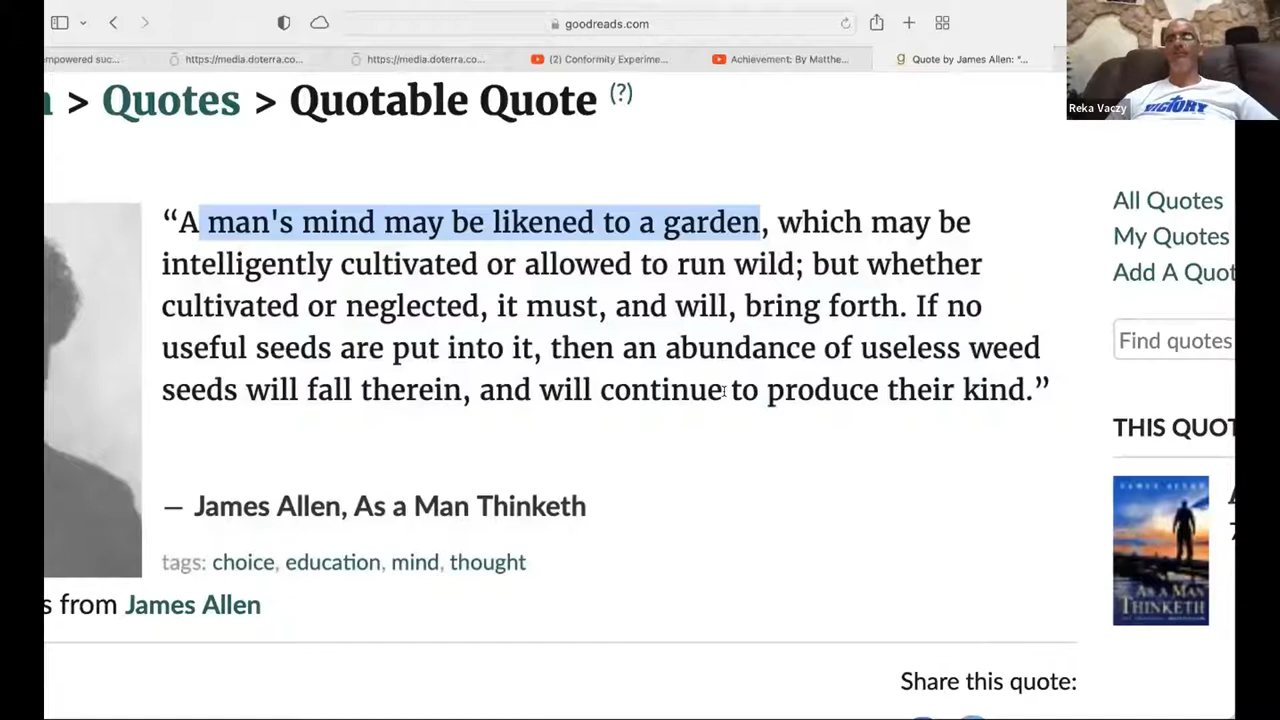 goodreads.com
empowered suc...
https://media.doterra.co...
https://media.doterra.co...
(2) Conformity Experime...
Achievement: By Matthe...
Quote by James Allen: "...
Reka Vaczy
VICTORY
> Quotes > Quotable Quote (?)
“A man's mind may be likened to a garden, which may be
intelligently cultivated or allowed to run wild; but whether
cultivated or neglected, it must, and will, bring forth. If no
useful seeds are put into it, then an abundance of useless weed
seeds will fall therein, and will continue to produce their kind.”
― James Allen, As a Man Thinketh
tags: choice, education, mind, thought
s from James Allen
Share this quote:
All Quotes
My Quotes
Add A Quot
Find quotes
THIS QUOT
JAMES ALLEN
AS A MAN
THINKETH